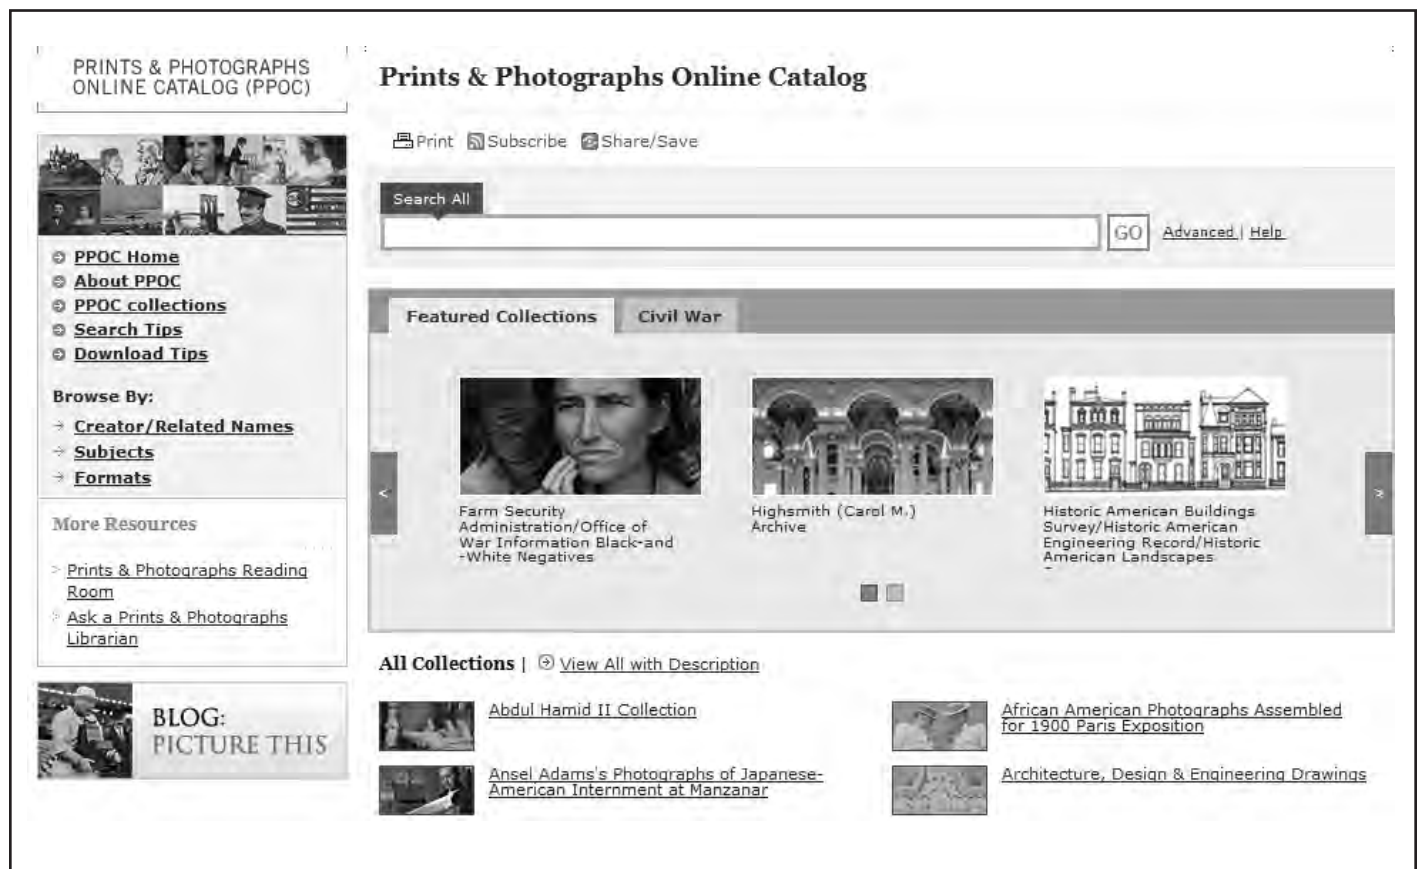 PRINTS & PHOTOGRAPHS
ONLINE CATALOG (PPOC)
PPOC Home
About PPOC
PPOC collections
Search Tips
Download Tips
Browse By:
Creator/Related Names
Subjects
Formats
More Resources
Prints & Photographs Reading
Room
Ask a Prints & Photographs
Librarian
BLOG:
PICTURE THIS
Prints & Photographs Online Catalog
Print Subscribe Share/Save
Search All
GO Advanced | Help
Featured Collections Civil War
<
Farm Security
Administration/Office of
War Information Black-and
-White Negatives
Highsmith (Carol M.)
Archive
Historic American Buildings
Survey/Historic American
Engineering Record/Historic
American Landscapes
>
All Collections | View All with Description
Abdul Hamid II Collection
African American Photographs Assembled
for 1900 Paris Exposition
Ansel Adams's Photographs of Japanese-
American Internment at Manzanar
Architecture, Design & Engineering Drawings